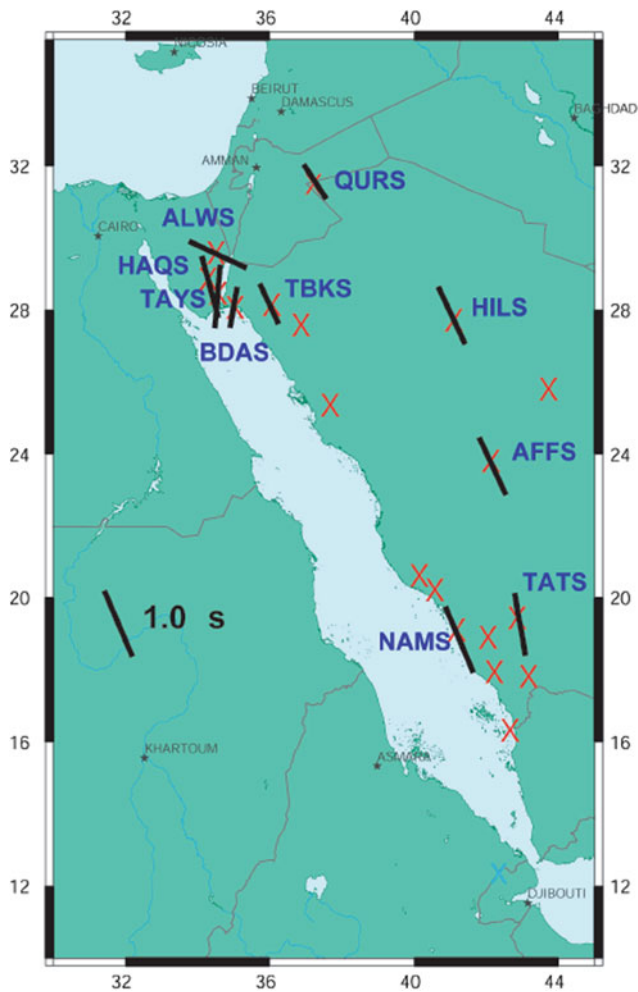 32 36 40 44
NICOSIA
BEIRUT
DAMASCUS
BAGHDAD
32 32
AMMAN
QURS
ALWS
CAIRO
HAQS
TAYS TBKS
28 HILS 28
BDAS
24 AFFS 24
TATS
20 20
1.0 s
NAMS
16 16
KHARTOUM
ASMARA
12 12
DJIBOUTI
32 36 40 44